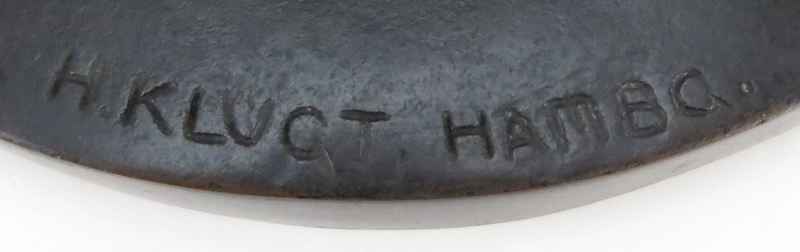 H. KLUGT, HAMBG.